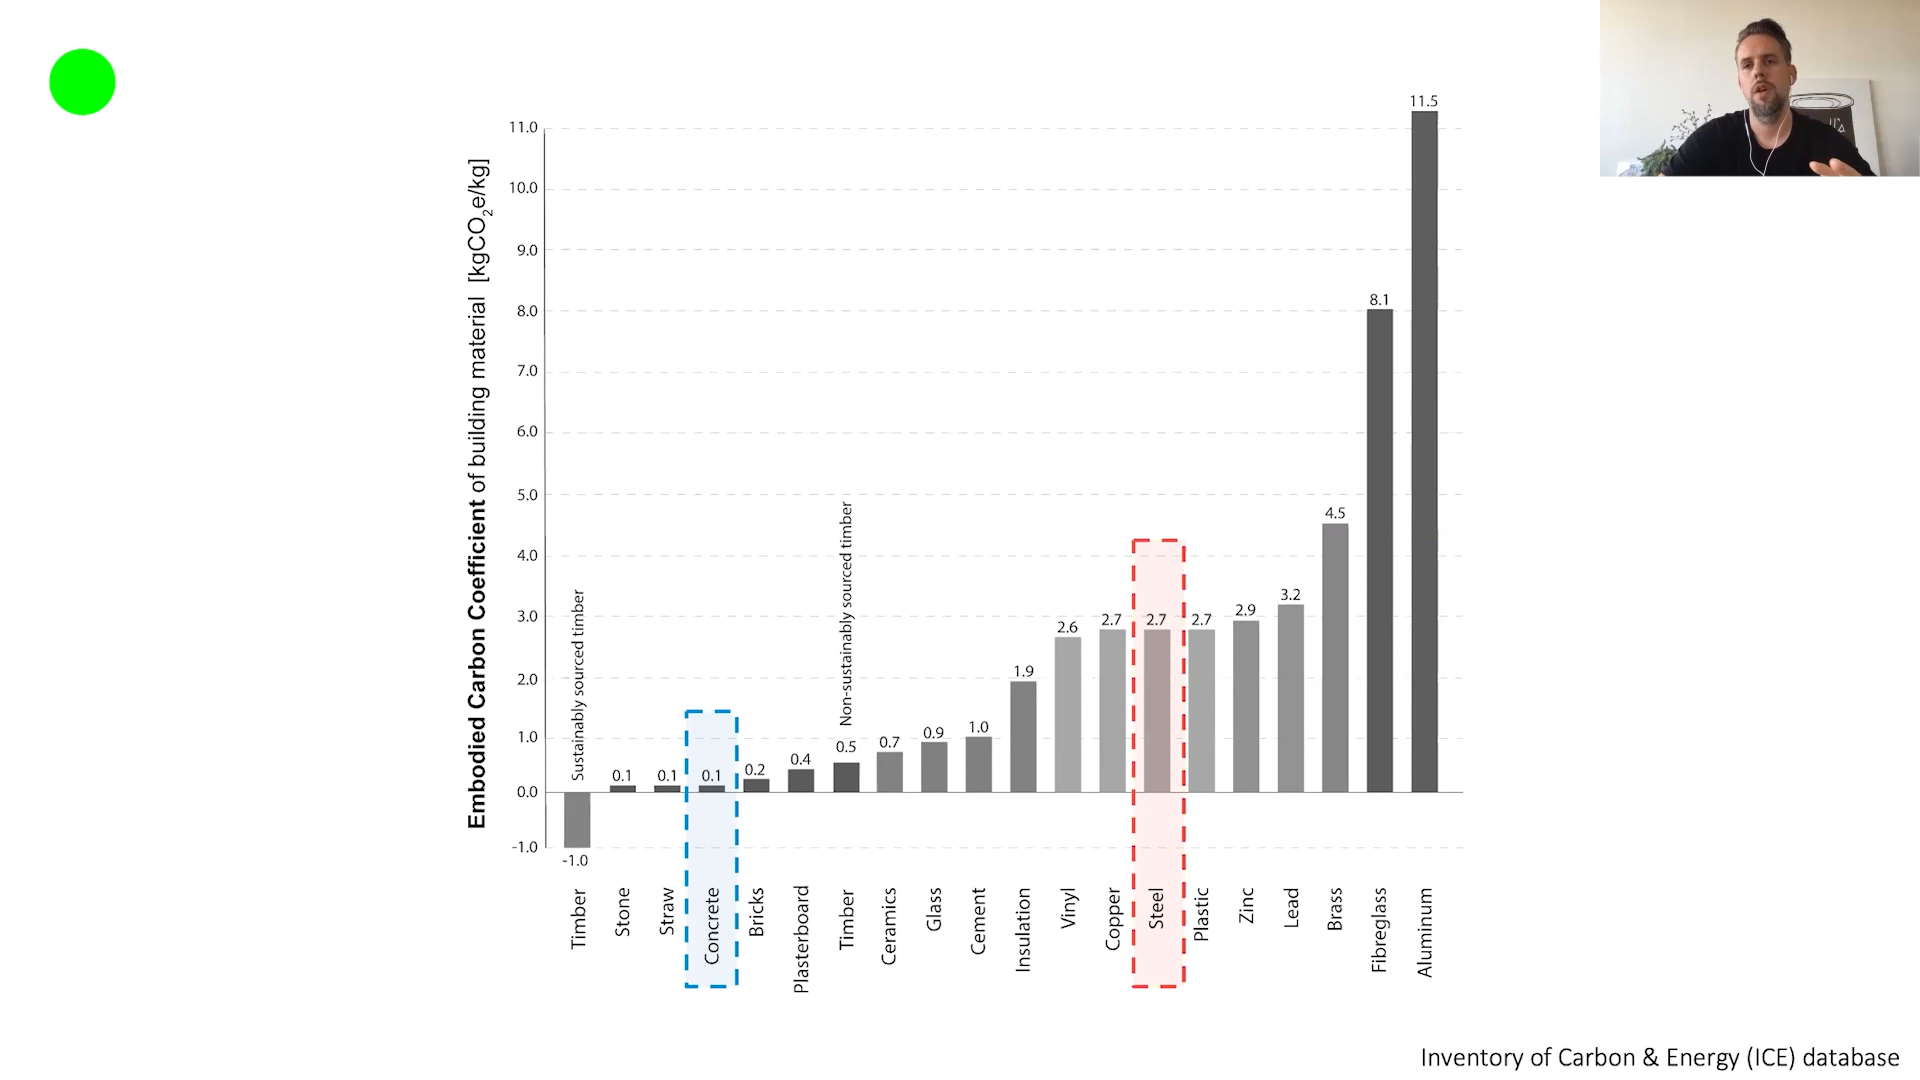 Embodied Carbon Coefficient of building material [kgCO2e/kg]
11.0
10.0
9.0
8.0
7.0
6.0
5.0
4.0
3.0
2.0
1.0
0.0
-1.0
Sustainably sourced timber
Non-sustainably sourced timber
-1.0
0.1
0.1
0.1
0.2
0.4
0.5
0.7
0.9
1.0
1.9
2.6
2.7
2.7
2.7
2.9
3.2
4.5
8.1
11.5
Timber
Stone
Straw
Concrete
Bricks
Plasterboard
Timber
Ceramics
Glass
Cement
Insulation
Vinyl
Copper
Steel
Plastic
Zinc
Lead
Brass
Fibreglass
Aluminum
Inventory of Carbon & Energy (ICE) database